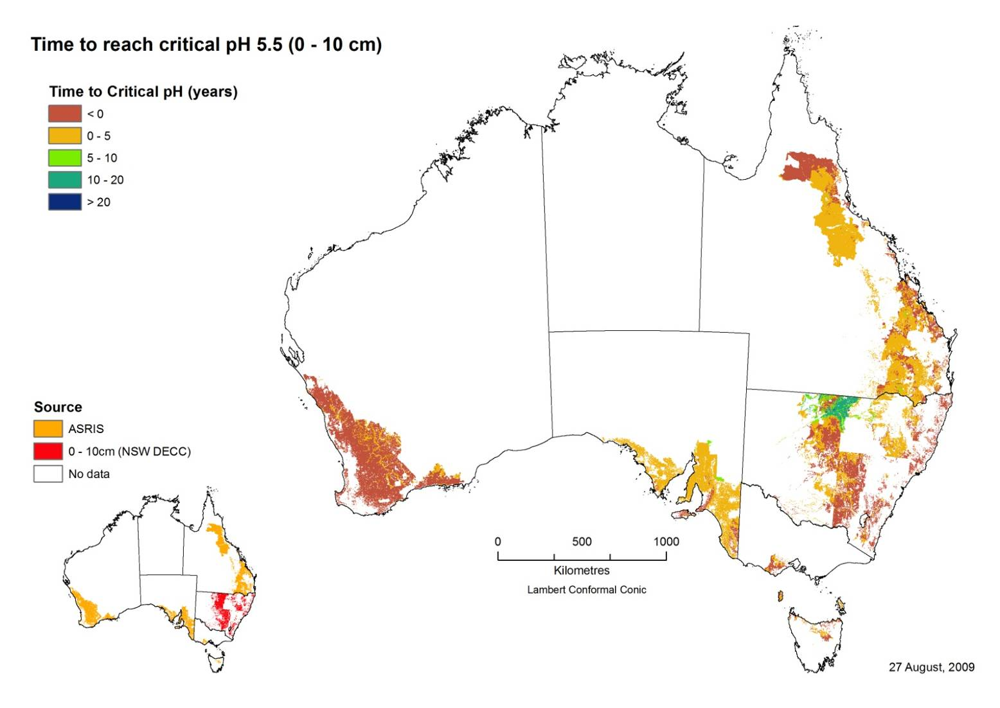 Time to reach critical pH 5.5 (0 - 10 cm)
Time to Critical pH (years)
< 0
0 - 5
5 - 10
10 - 20
> 20
Source
ASRIS
0 - 10cm (NSW DECC)
No data
0 500 1000
Kilometres
Lambert Conformal Conic
27 August, 2009